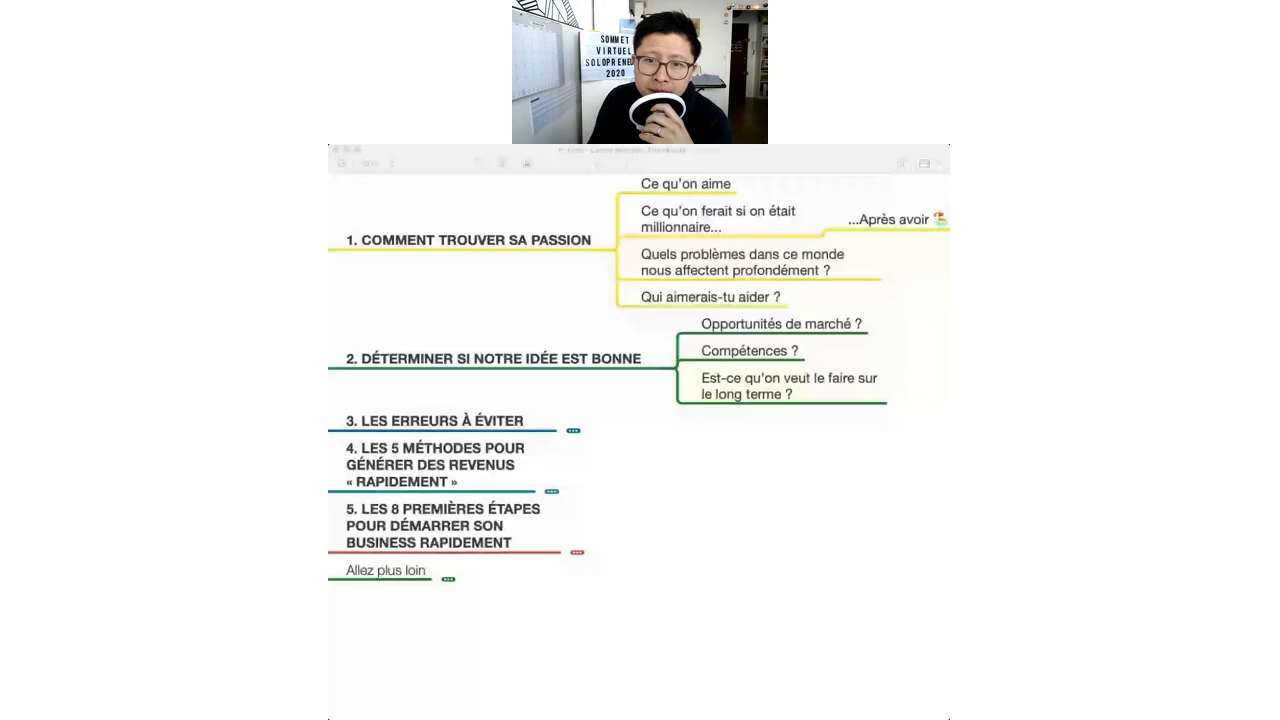 SOMMET
VIRTUEL
SOLOPRENEU
2020
1. COMMENT TROUVER SA PASSION
Ce qu'on aime
Ce qu'on ferait si on était
millionnaire...
...Après avoir
Quels problèmes dans ce monde
nous affectent profondément ?
Qui aimerais-tu aider ?
2. DÉTERMINER SI NOTRE IDÉE EST BONNE
Opportunités de marché ?
Compétences ?
Est-ce qu'on veut le faire sur
le long terme ?
3. LES ERREURS À ÉVITER
4. LES 5 MÉTHODES POUR
GÉNÉRER DES REVENUS
« RAPIDEMENT »
5. LES 8 PREMIÈRES ÉTAPES
POUR DÉMARRER SON
BUSINESS RAPIDEMENT
Allez plus loin